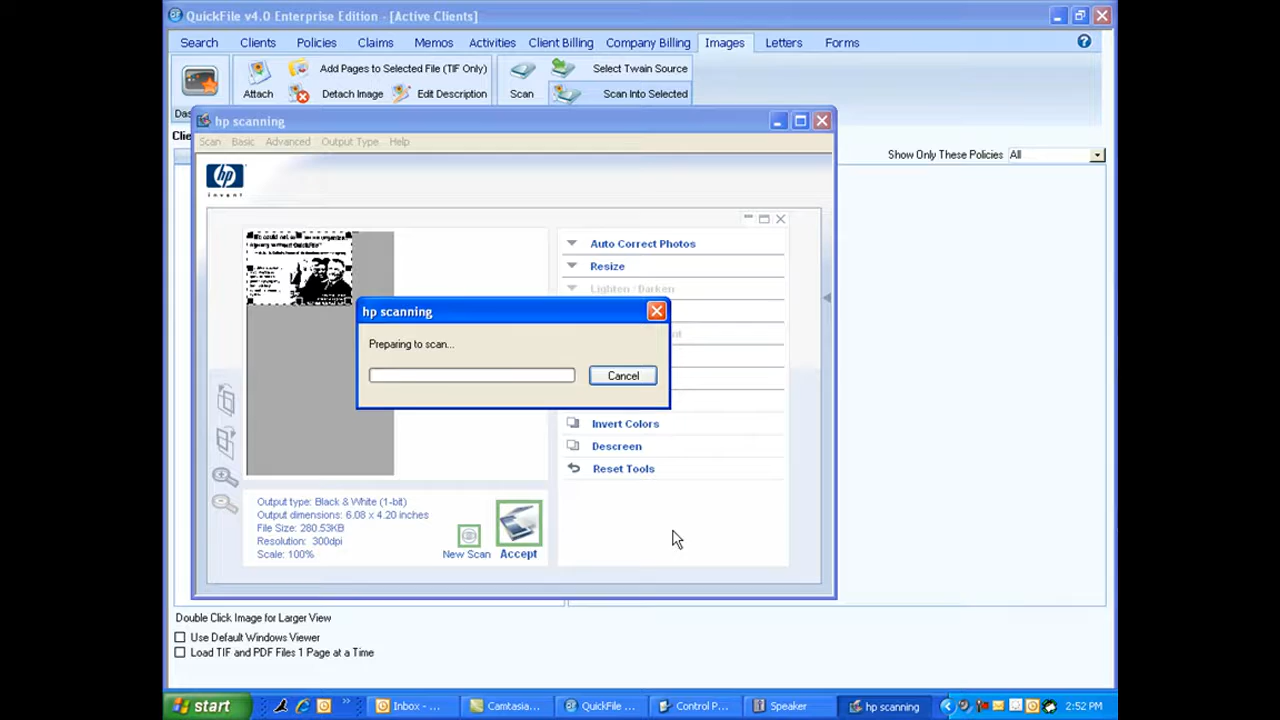 QuickFile v4.0 Enterprise Edition - [Active Clients]
Search Clients Policies Claims Memos Activities Client Billing Company Billing Images Letters Forms
Add Pages to Selected File (TIF Only) Select Twain Source
Attach Detach Image Edit Description Scan Scan Into Selected
hp scanning
Scan Basic Advanced Output Type Help
Show Only These Policies All
hp
invent
Auto Correct Photos
Resize
Lighten / Darken
hp scanning
Preparing to scan...
Cancel
Invert Colors
Descreen
Reset Tools
Output type: Black & White (1-bit)
Output dimensions: 6.08 x 4.20 inches
File Size: 280.53KB
Resolution: 300dpi
Scale: 100%
New Scan Accept
Double Click Image for Larger View
Use Default Windows Viewer
Load TIF and PDF Files 1 Page at a Time
start Inbox - ... Camtasia... QuickFile ... Control P... Speaker hp scanning 2:52 PM